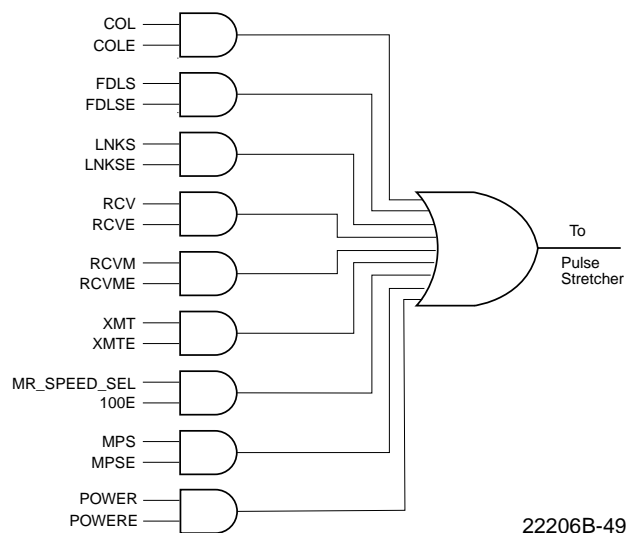 COL
COLE
FDLS
FDLSE
LNKS
LNKSE
RCV
RCVE
RCVM
RCVME
XMT
XMTE
MR_SPEED_SEL
100E
MPS
MPSE
POWER
POWERE
To
Pulse
Stretcher
22206B-49